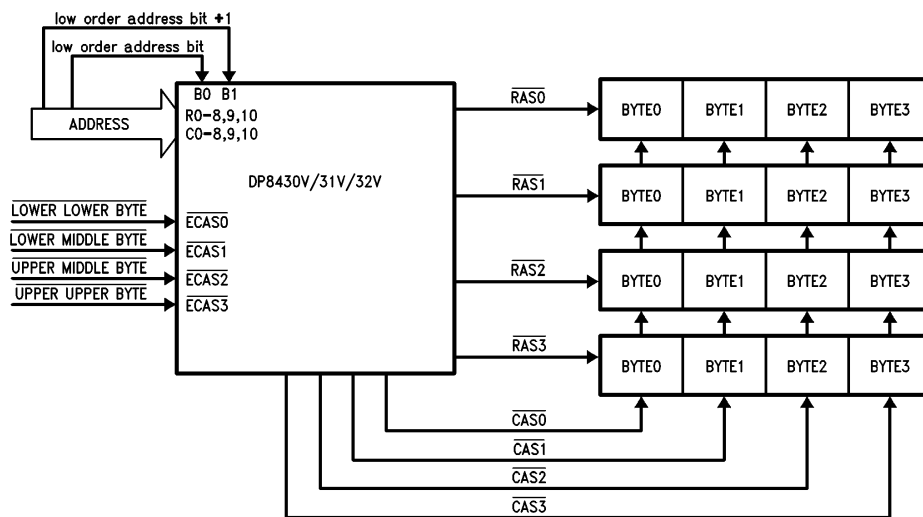 low order address bit +1
low order address bit
B0 B1
ADDRESS
R0-8,9,10
C0-8,9,10
DP8430V/31V/32V
LOWER LOWER BYTE
ECAS0
LOWER MIDDLE BYTE
ECAS1
UPPER MIDDLE BYTE
ECAS2
UPPER UPPER BYTE
ECAS3
RAS0
BYTE0 BYTE1 BYTE2 BYTE3
RAS1
BYTE0 BYTE1 BYTE2 BYTE3
RAS2
BYTE0 BYTE1 BYTE2 BYTE3
RAS3
BYTE0 BYTE1 BYTE2 BYTE3
CAS0
CAS1
CAS2
CAS3